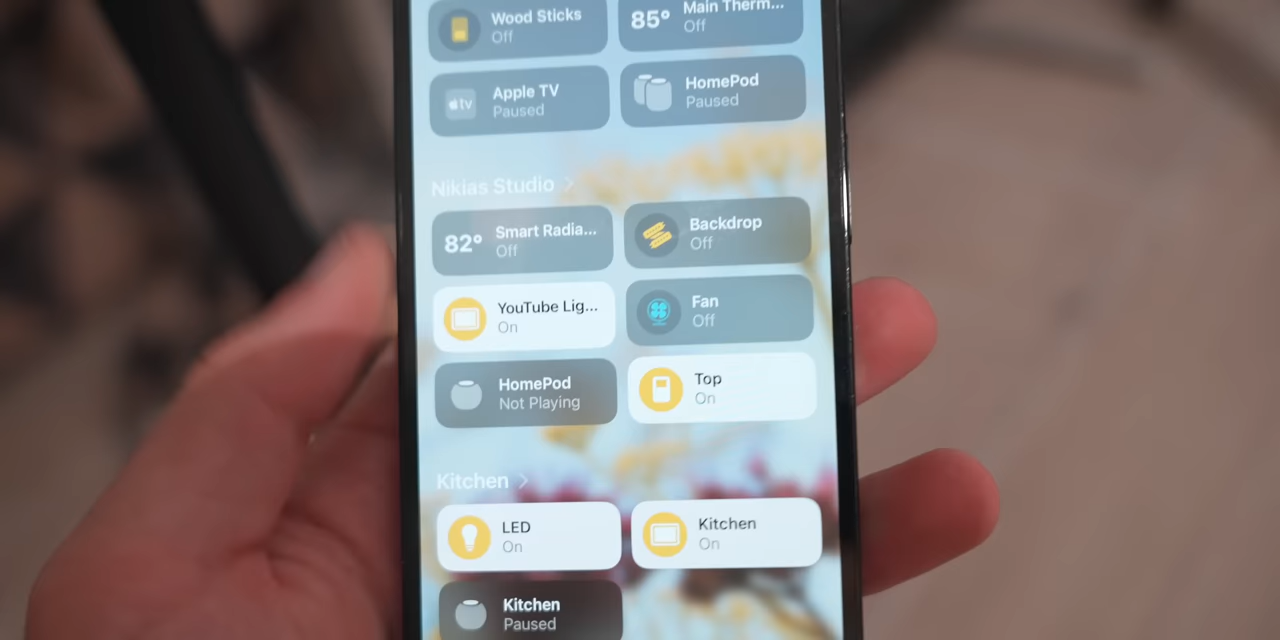 Wood Sticks
Off
85°
Main Therm...
Off
tv
Apple TV
Paused
HomePod
Paused
Nikias Studio >
82°
Smart Radia...
Off
Backdrop
Off
YouTube Lig...
On
Fan
Off
HomePod
Not Playing
Top
On
Kitchen >
LED
On
Kitchen
On
Kitchen
Paused